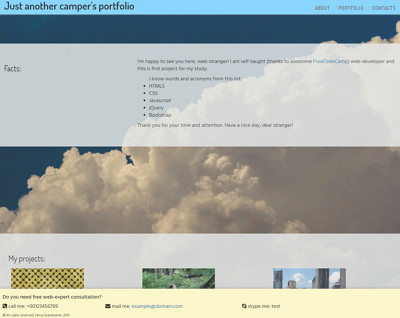 Just another camper's portfolio
ABOUT PORTFOLIO CONTACTS
Facts:
I'm happy to see you here, web-stranger! I am self-taught (thanks to awesome FreeCodeCamp) web-developer and
this is first project for my study.
I know words and acronyms from this list:
HTML5
CSS
Javascript
jQuery
Bootstrap
Thank you for your time and attention. Have a nice day, dear stranger!
My projects:
Do you need free web-expert consultation?
call me: +00123456789
mail me: example@domain.com
skype me: test
© All rights reserved.